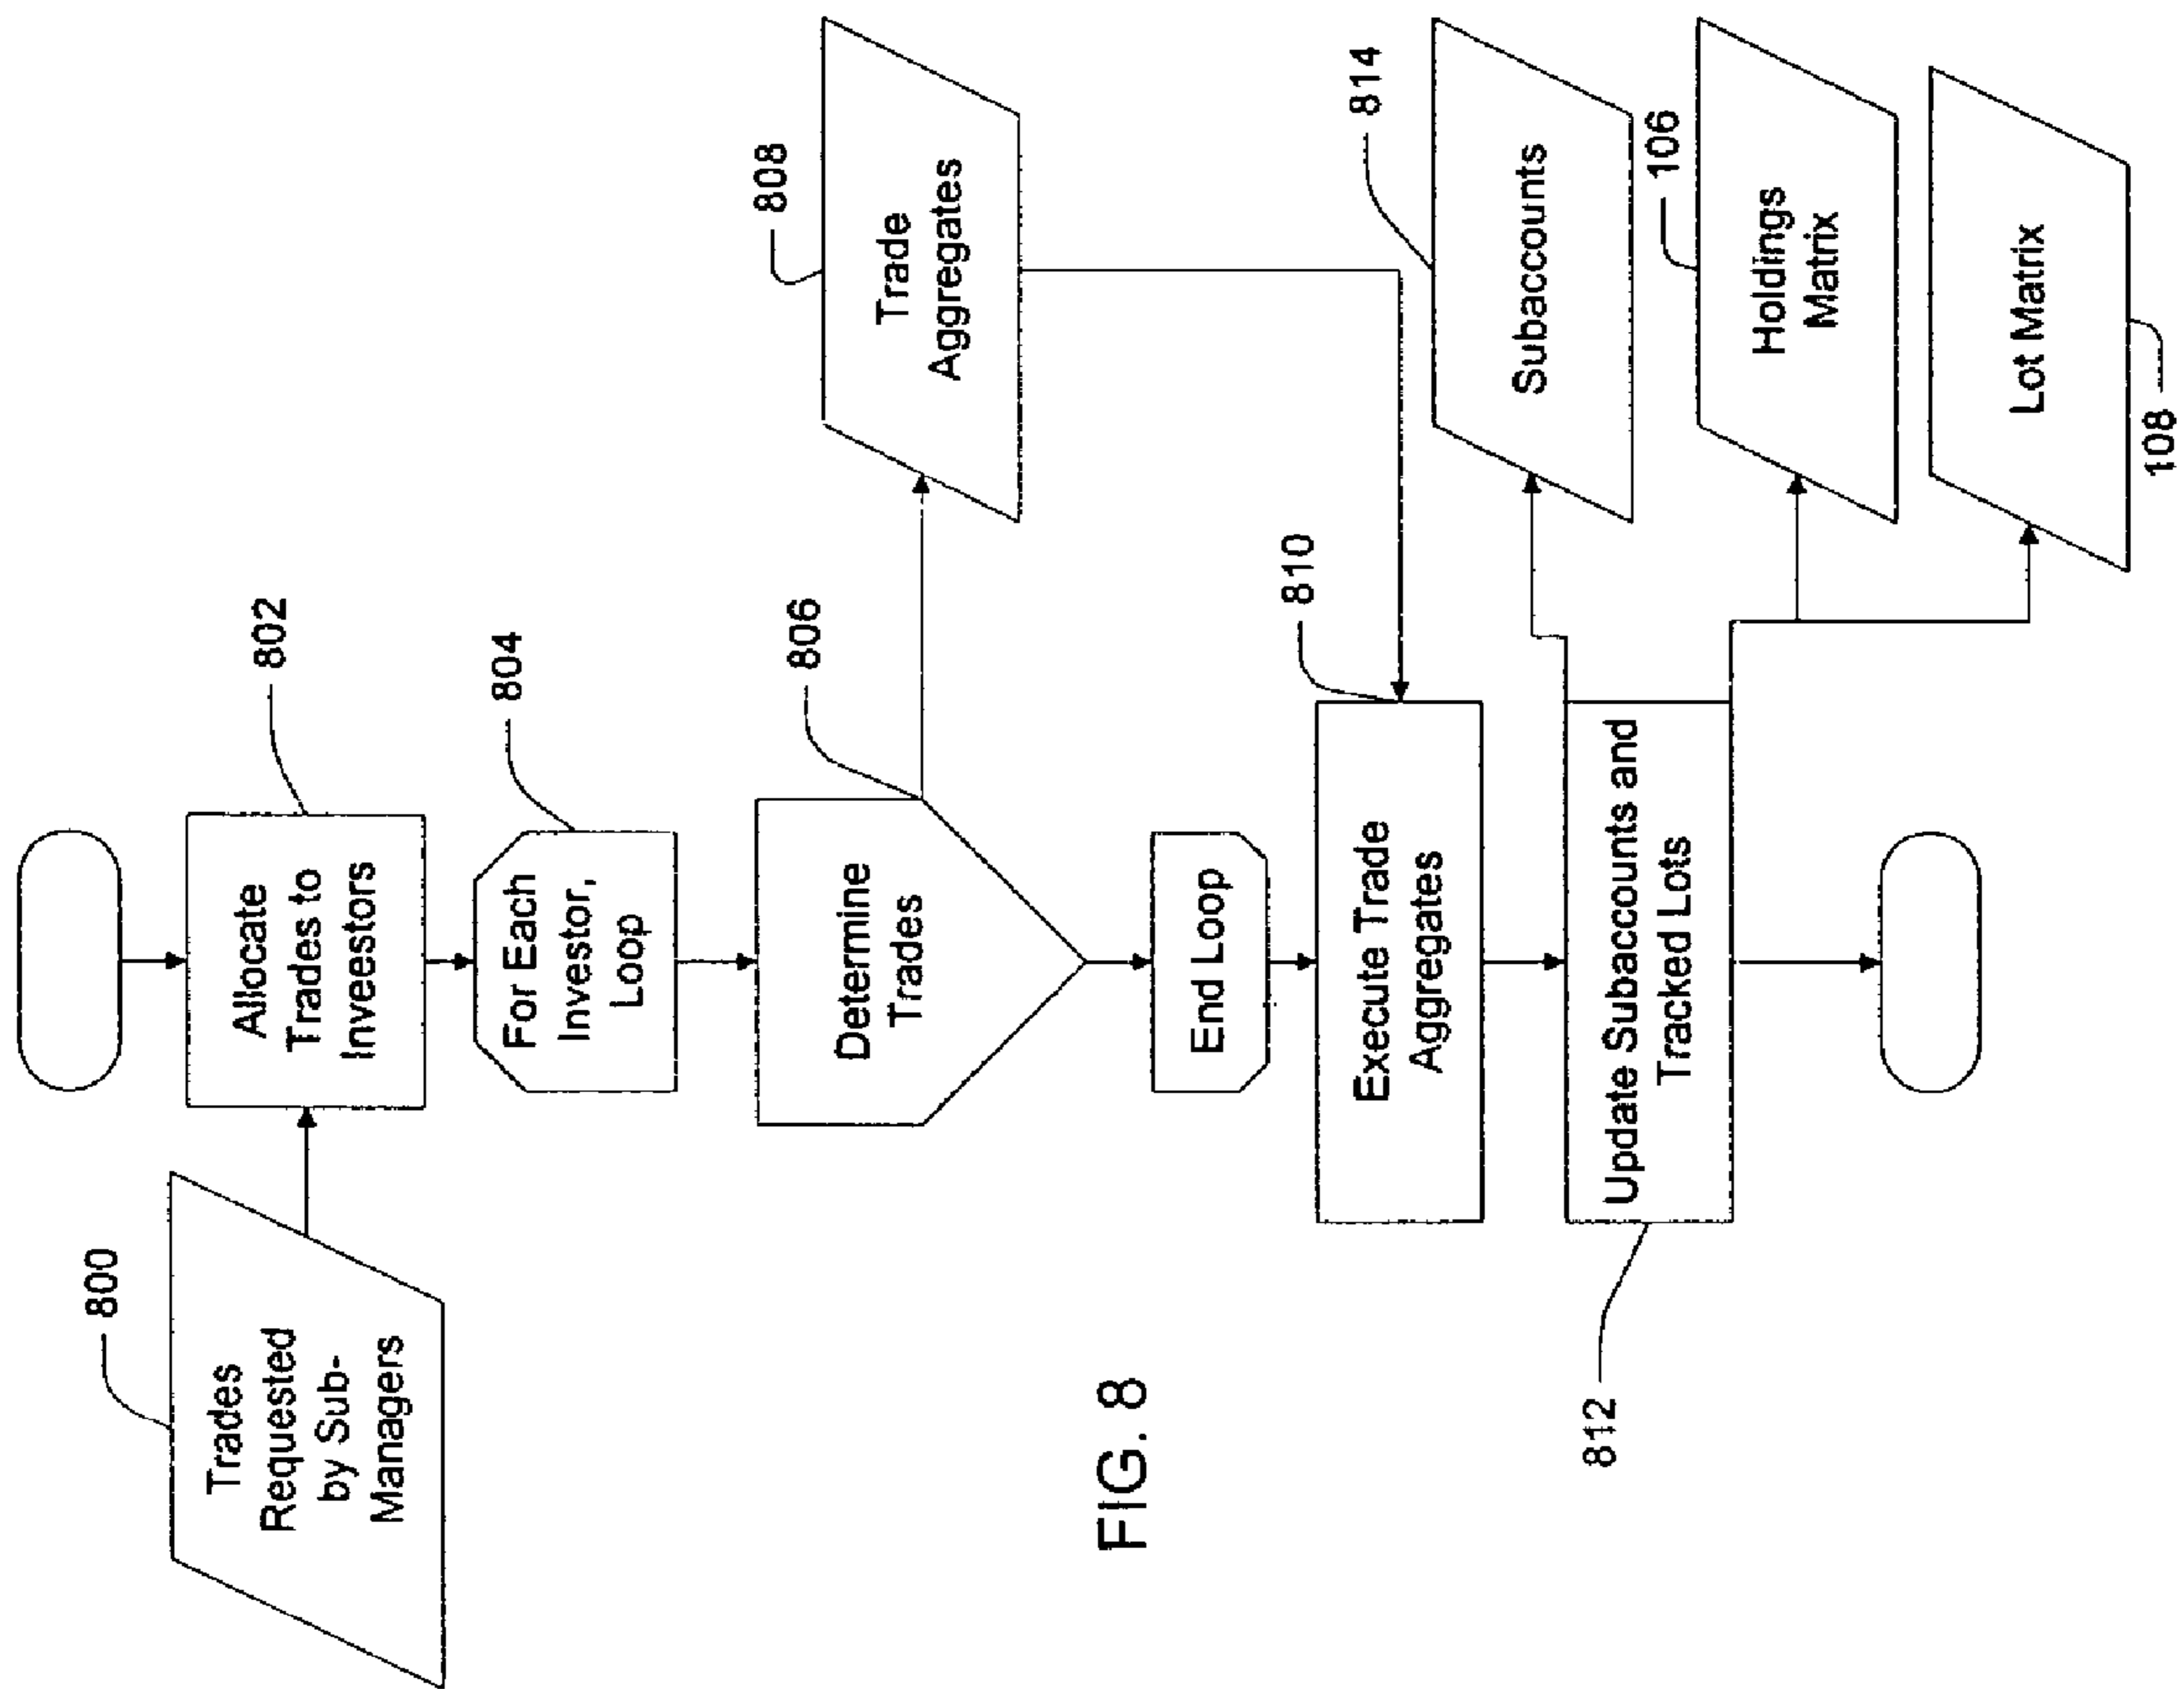 800
Trades
Requested
by Sub-
Managers
Allocate
Trades to
Investors
802
For Each
Investor,
Loop
804
Determine
Trades
806
Trade
Aggregates
808
End Loop
Execute Trade
Aggregates
810
Update Subaccounts and
Tracked Lots
812
Subaccounts
814
Holdings
Matrix
106
Lot Matrix
108
FIG. 8